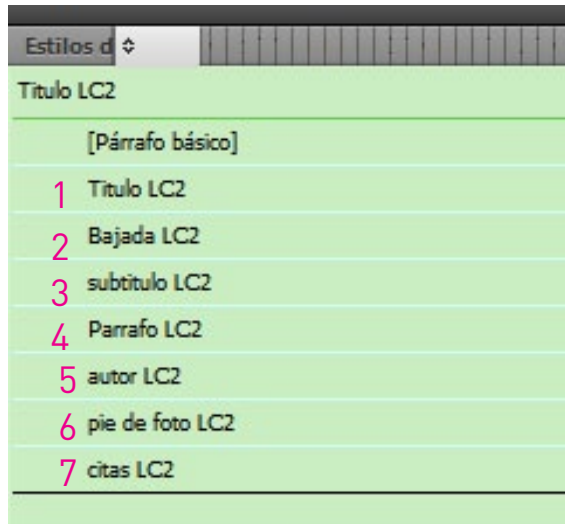 Estilos d
Titulo LC2
[Párrafo básico]
1 Titulo LC2
2 Bajada LC2
3 subtitulo LC2
4 Parrafo LC2
5 autor LC2
6 pie de foto LC2
7 citas LC2